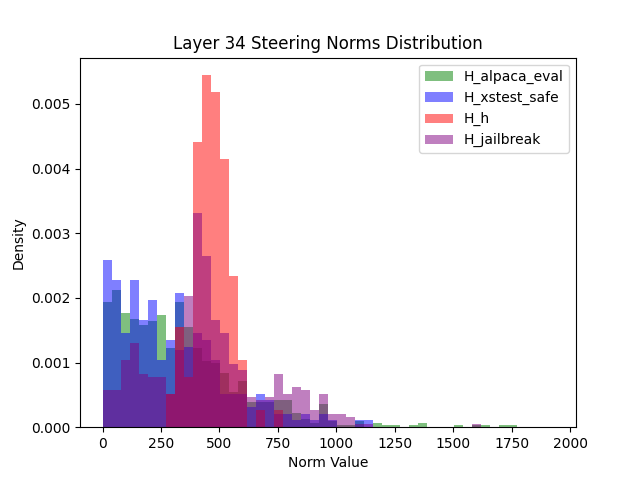 Layer 34 Steering Norms Distribution
H_alpaca_eval
H_xstest_safe
H_h
H_jailbreak
Density
0.005
0.004
0.003
0.002
0.001
0.000
0 250 500 750 1000 1250 1500 1750 2000
Norm Value